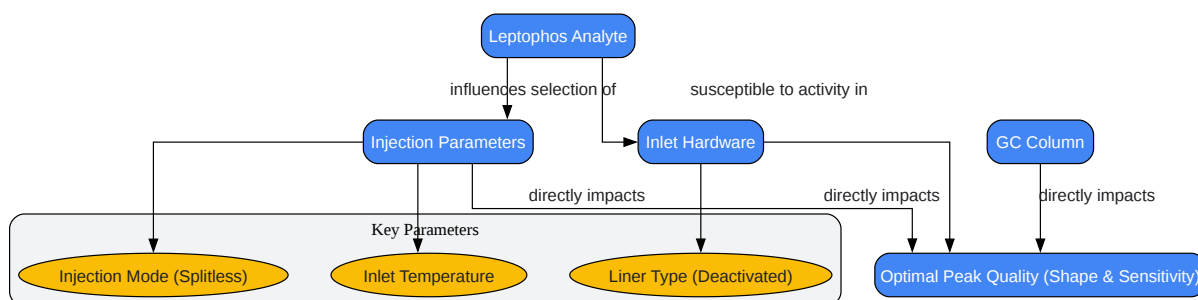 Leptophos Analyte
influences selection of
susceptible to activity in
Injection Parameters
Inlet Hardware
GC Column
directly impacts
directly impacts
directly impacts
Key Parameters
Injection Mode (Splitless)
Inlet Temperature
Liner Type (Deactivated)
Optimal Peak Quality (Shape & Sensitivity)